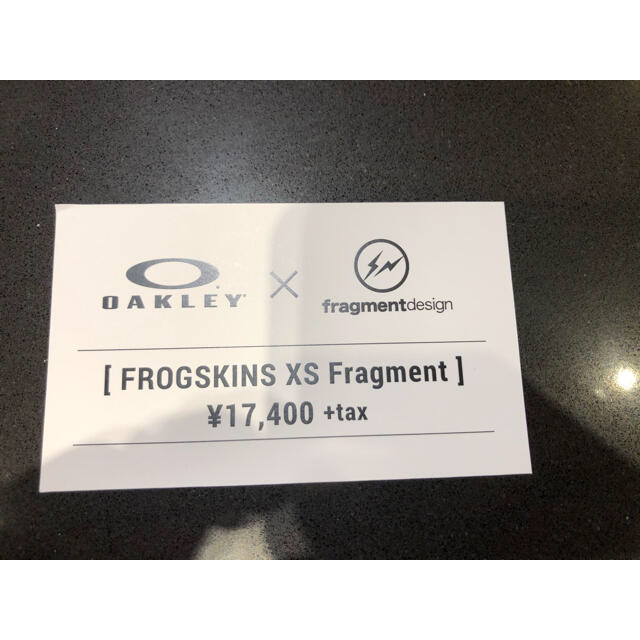 OAKLEY × fragmentdesign
[ FROGSKINS XS Fragment ]
¥17,400 +tax